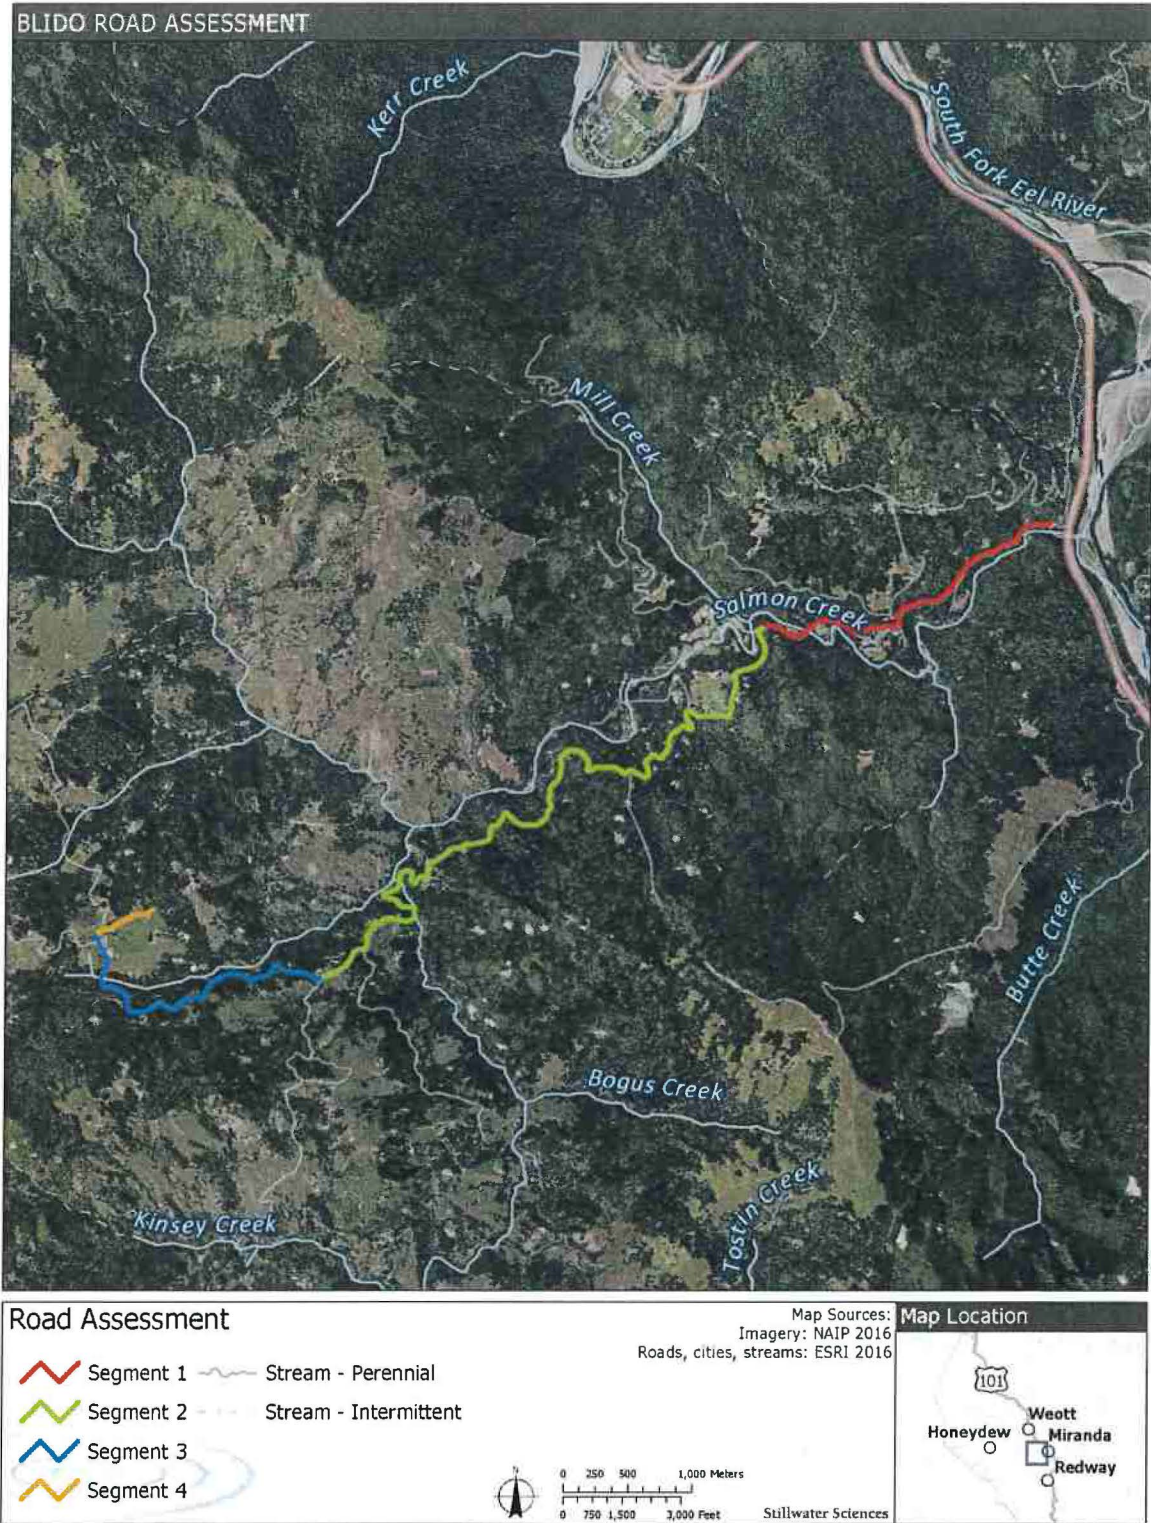 BLIDO ROAD ASSESSMENT
Kerr Creek
South Fork Eel River
Mill Creek
Salmon Creek
Butte Creek
Bogus Creek
Tostin Creek
Kinsey Creek
Road Assessment
Segment 1
Stream - Perennial
Segment 2
Stream - Intermittent
Segment 3
Segment 4
Map Sources:
Imagery: NAIP 2016
Roads, cities, streams: ESRI 2016
N
0 250 500 1,000 Meters
0 750 1,500 3,000 Feet
Stillwater Sciences
Map Location
101
Weott
Honeydew
Miranda
Redway